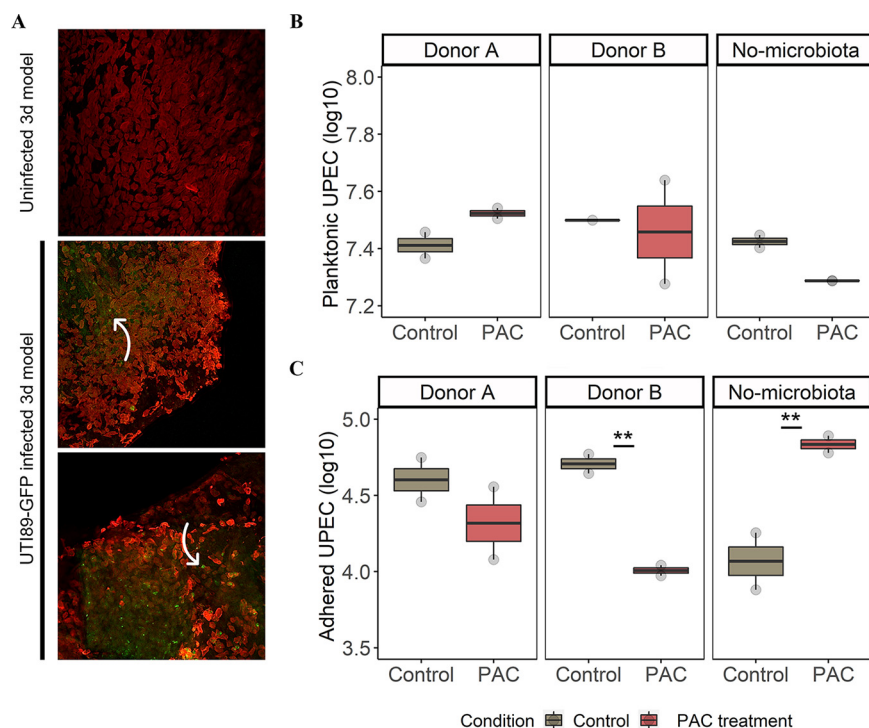 A
Uninfected 3d model
UTI89-GFP infected 3d model
B
Donor A
Donor B
No-microbiota
Planktonic UPEC (log10)
8.0
7.8
7.6
7.4
7.2
Control
PAC
Control
PAC
Control
PAC
C
Donor A
Donor B
No-microbiota
Adhered UPEC (log10)
5.0
4.5
4.0
3.5
**
**
Control
PAC
Control
PAC
Control
PAC
Condition Control PAC treatment